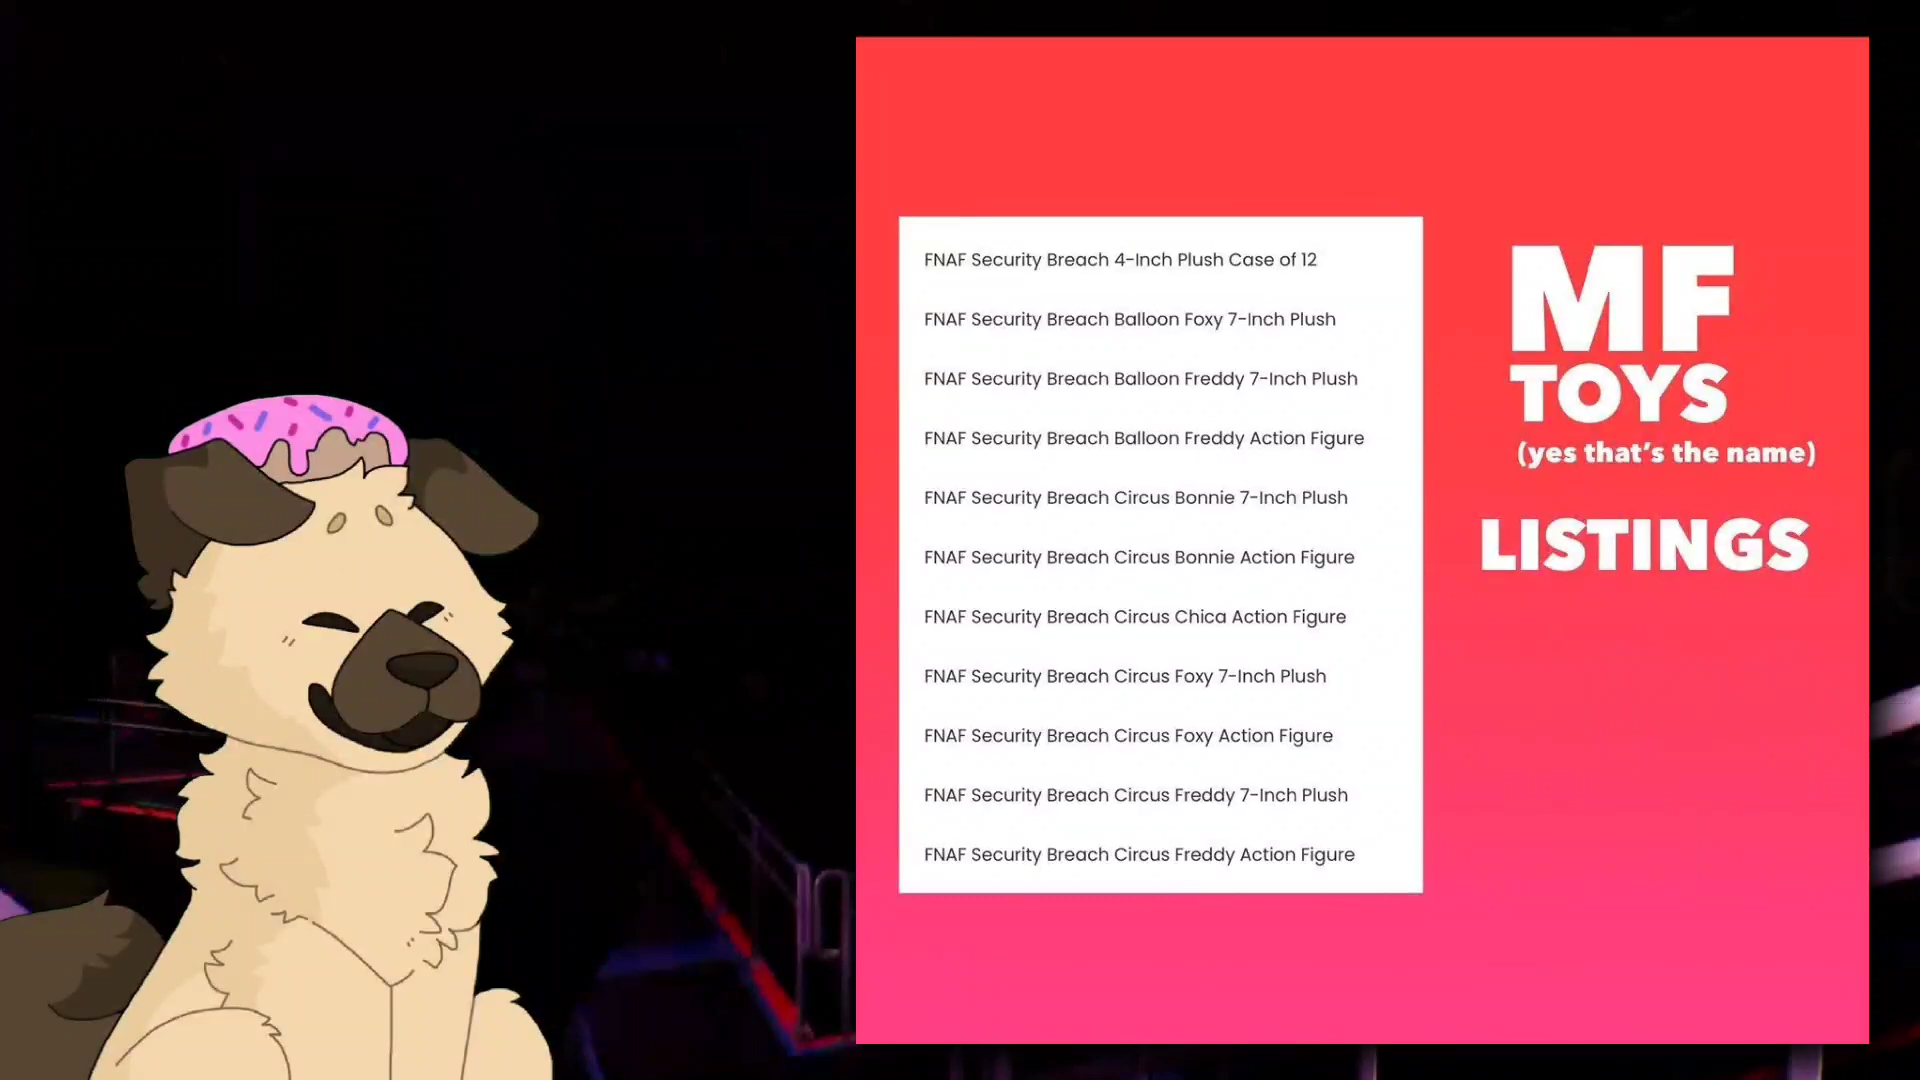 FNAF Security Breach 4-Inch Plush Case of 12
FNAF Security Breach Balloon Foxy 7-Inch Plush
FNAF Security Breach Balloon Freddy 7-Inch Plush
FNAF Security Breach Balloon Freddy Action Figure
FNAF Security Breach Circus Bonnie 7-Inch Plush
FNAF Security Breach Circus Bonnie Action Figure
FNAF Security Breach Circus Chica Action Figure
FNAF Security Breach Circus Foxy 7-Inch Plush
FNAF Security Breach Circus Foxy Action Figure
FNAF Security Breach Circus Freddy 7-Inch Plush
FNAF Security Breach Circus Freddy Action Figure
MF
TOYS
(yes that's the name)
LISTINGS